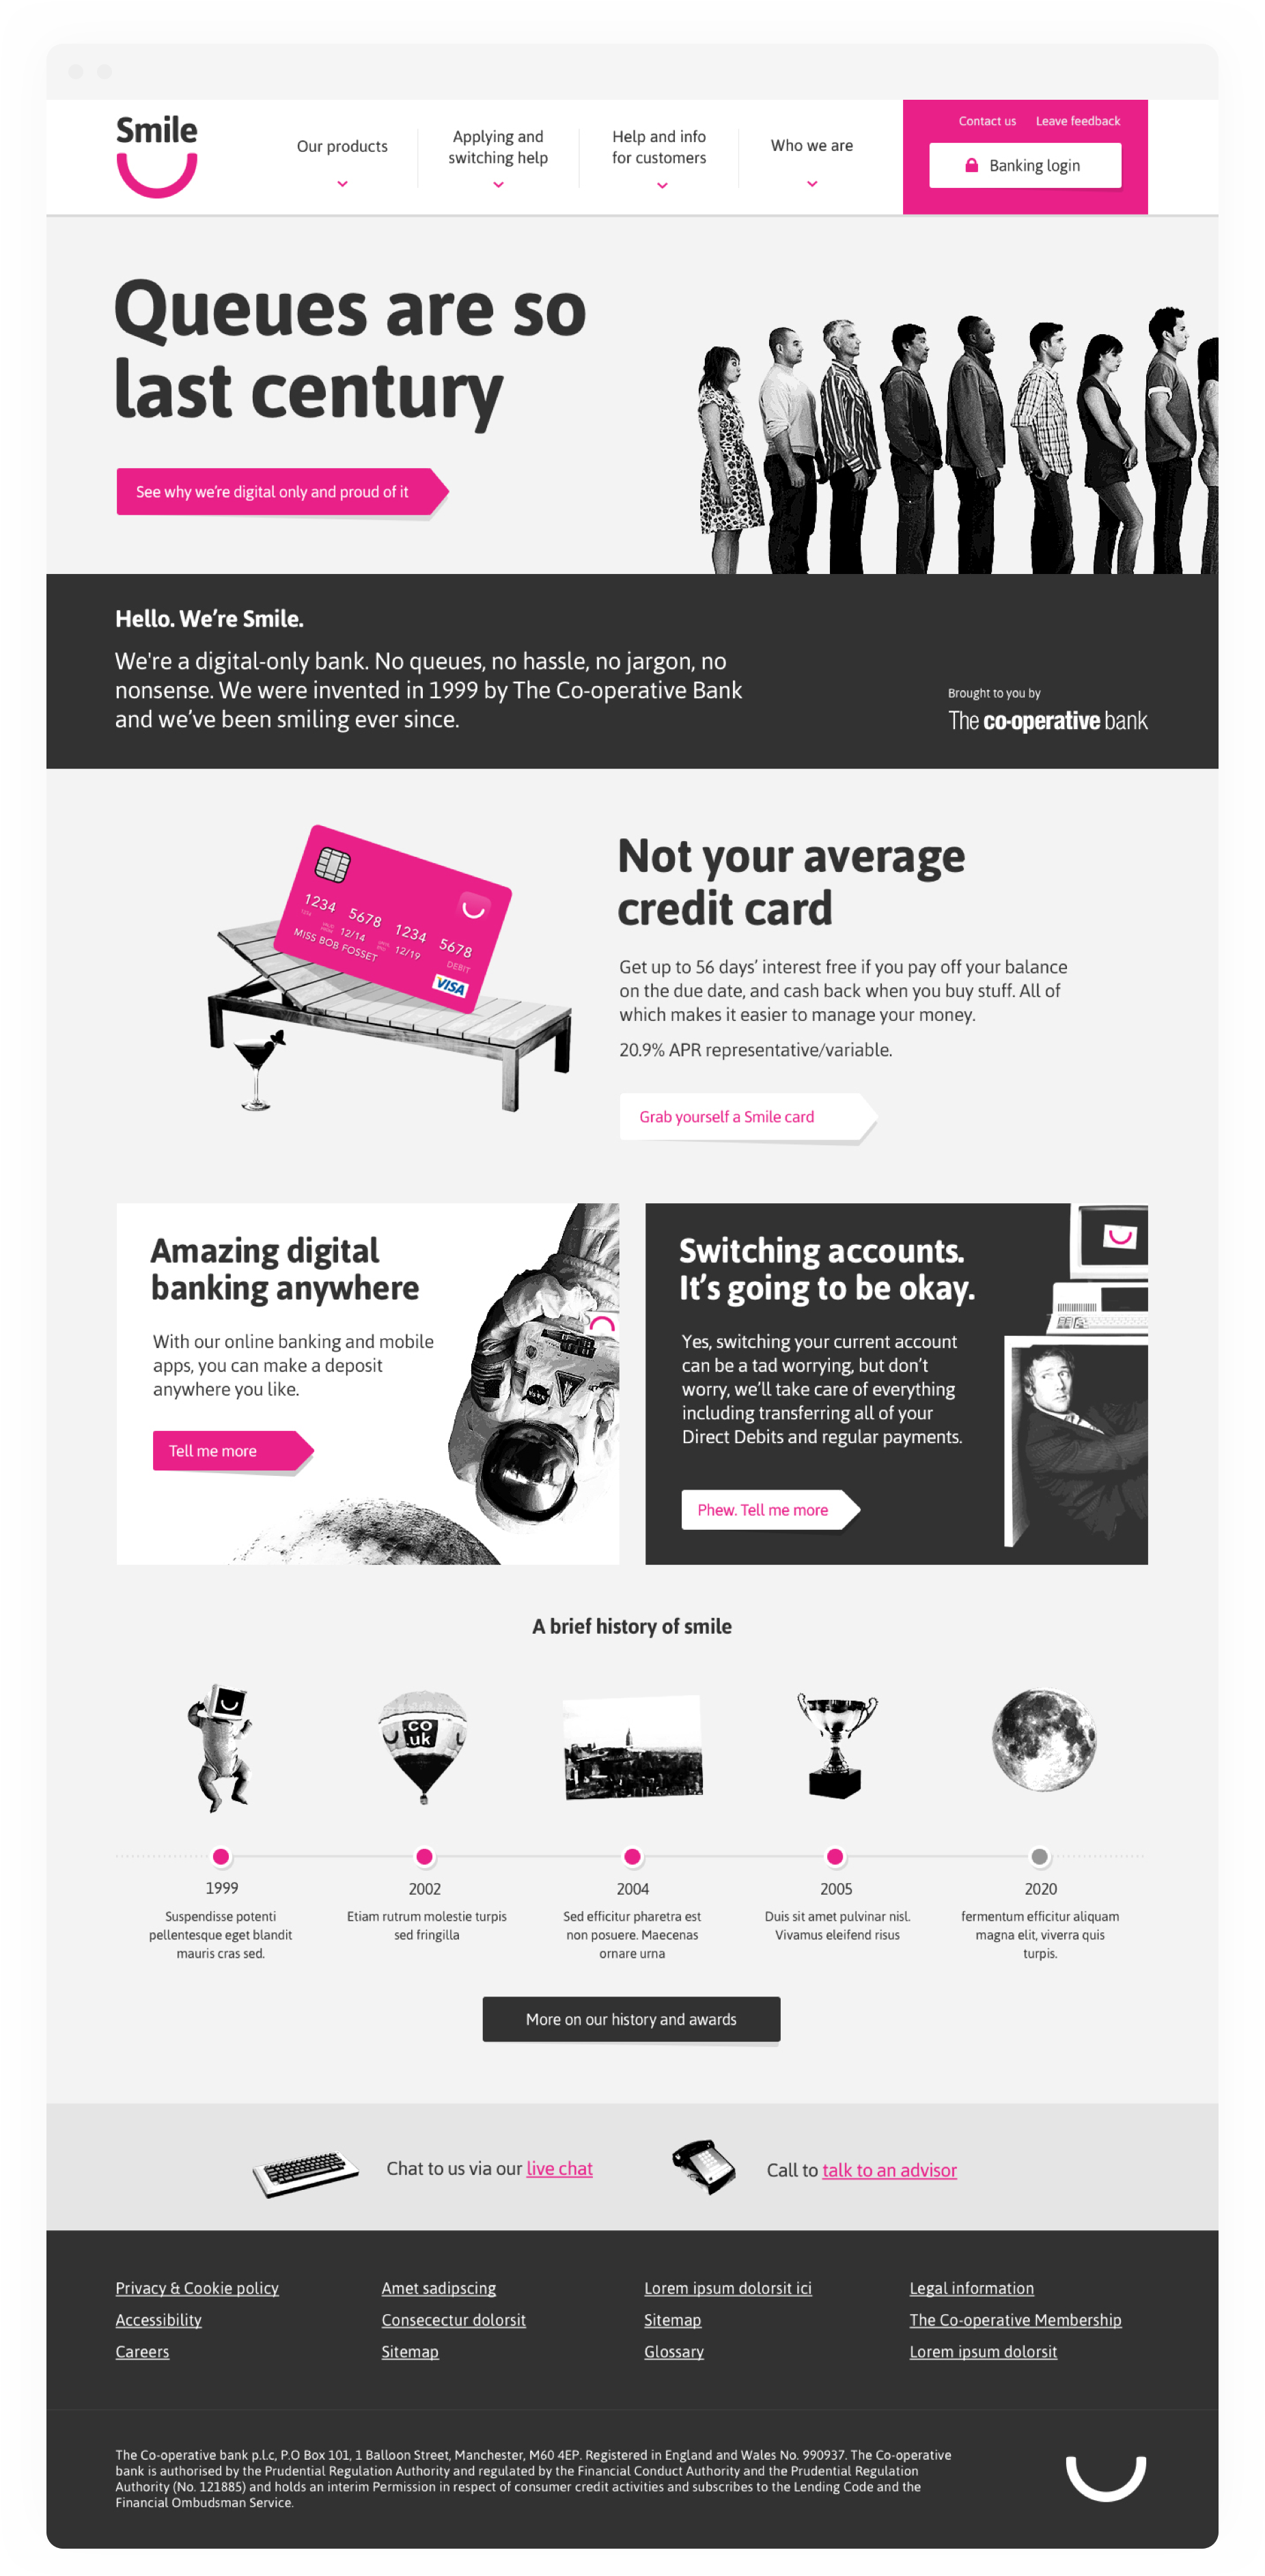 Smile
Our products
Applying and
switching help
Help and info
for customers
Who we are
Contact us
Leave feedback
Banking login
Queues are so
last century
See why we're digital only and proud of it
Hello. We're Smile.
We're a digital-only bank. No queues, no hassle, no jargon, no
nonsense. We were invented in 1999 by The Co-operative Bank
and we've been smiling ever since.
Brought to you by
The co-operative bank
1234 5678 1234 5678
12/14 12/19
MISS BOB FOSSET
DEBIT
VISA
Not your average
credit card
Get up to 56 days' interest free if you pay off your balance
on the due date, and cash back when you buy stuff. All of
which makes it easier to manage your money.
20.9% APR representative/variable.
Grab yourself a Smile card
Amazing digital
banking anywhere
With our online banking and mobile
apps, you can make a deposit
anywhere you like.
Tell me more
Switching accounts.
It's going to be okay.
Yes, switching your current account
can be a tad worrying, but don't
worry, we'll take care of everything
including transferring all of your
Direct Debits and regular payments.
Phew. Tell me more
A brief history of smile
.co
.uk
1999
Suspendisse potenti
pellentesque eget blandit
mauris cras sed.
2002
Etiam rutrum molestie turpis
sed fringilla
2004
Sed efficitur pharetra est
non posuere. Maecenas
ornare urna
2005
Duis sit amet pulvinar nisl.
Vivamus eleifend risus
2020
fermentum efficitur aliquam
magna elit, viverra quis
turpis.
More on our history and awards
Chat to us via our live chat
Call to talk to an advisor
Privacy & Cookie policy
Accessibility
Careers
Amet sadipscing
Consecectur dolorsit
Sitemap
Lorem ipsum dolorsit ici
Sitemap
Glossary
Legal information
The Co-operative Membership
Lorem ipsum dolorsit
The Co-operative bank p.l.c, P.O Box 101, 1 Balloon Street, Manchester, M60 4EP. Registered in England and Wales No. 990937. The Co-operative
bank is authorised by the Prudential Regulation Authority and regulated by the Financial Conduct Authority and the Prudential Regulation
Authority (No. 121885) and holds an interim Permission in respect of consumer credit activities and subscribes to the Lending Code and the
Financial Ombudsman Service.